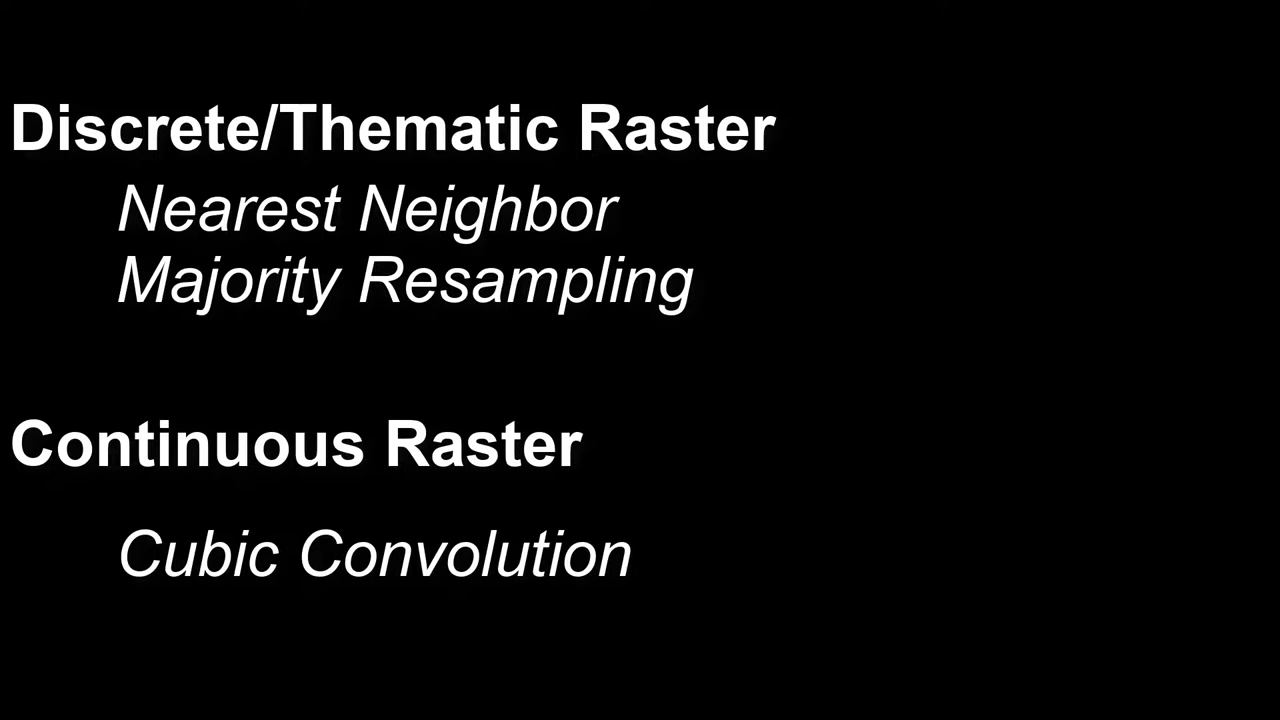 Discrete/Thematic Raster
Nearest Neighbor
Majority Resampling
Continuous Raster
Cubic Convolution